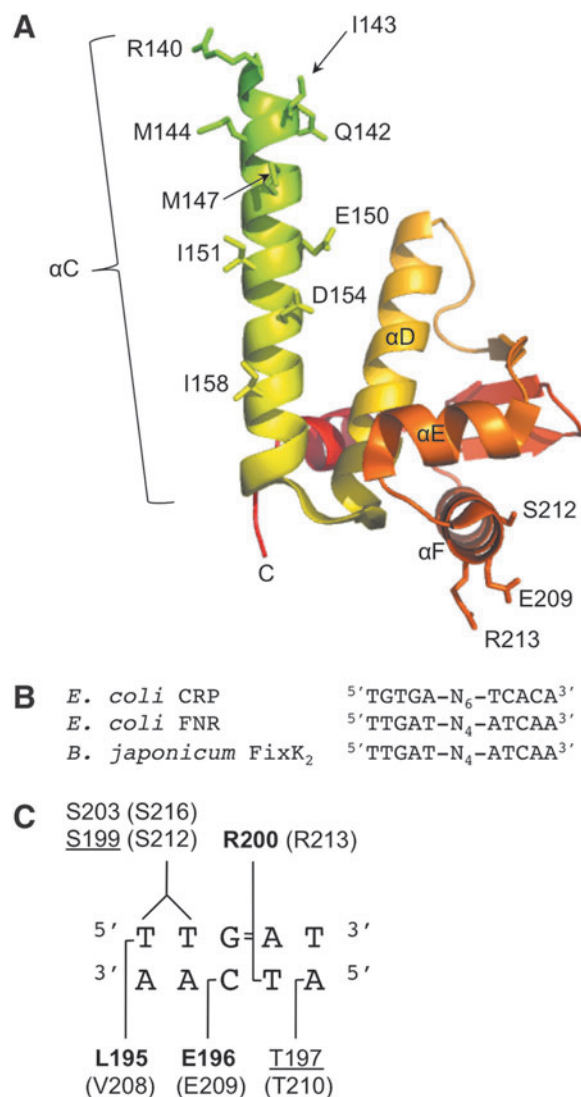 A
I143
R140
M144
Q142
M147
E150
I151
αC
D154
αD
I158
αE
S212
αF
C
E209
R213
B
E. coli CRP 5'TGTGA-N6-TCACA3'
E. coli FNR 5'TTGAT-N4-ATCAA3'
B. japonicum FixK2 5'TTGAT-N4-ATCAA3'
C
S203 (S216)
S199 (S212) R200 (R213)
5' T T G A T 3'
3' A A C T A 5'
L195 E196 T197
(V208) (E209) (T210)